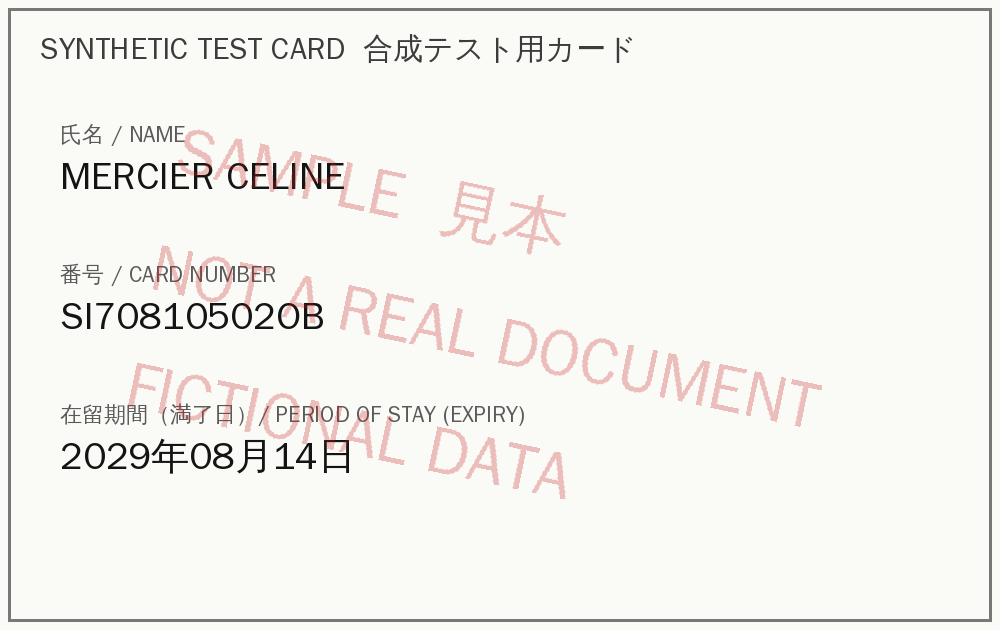 SYNTHETIC TEST CARD 合成テスト用カード
氏名 / NAME
MERCIER CELINE
SAMPLE 見本
番号 / CARD NUMBER
SI70810502OB
NOT A REAL DOCUMENT
在留期間（満了日）/ PERIOD OF STAY (EXPIRY)
2029年08月14日
FICTIONAL DATA